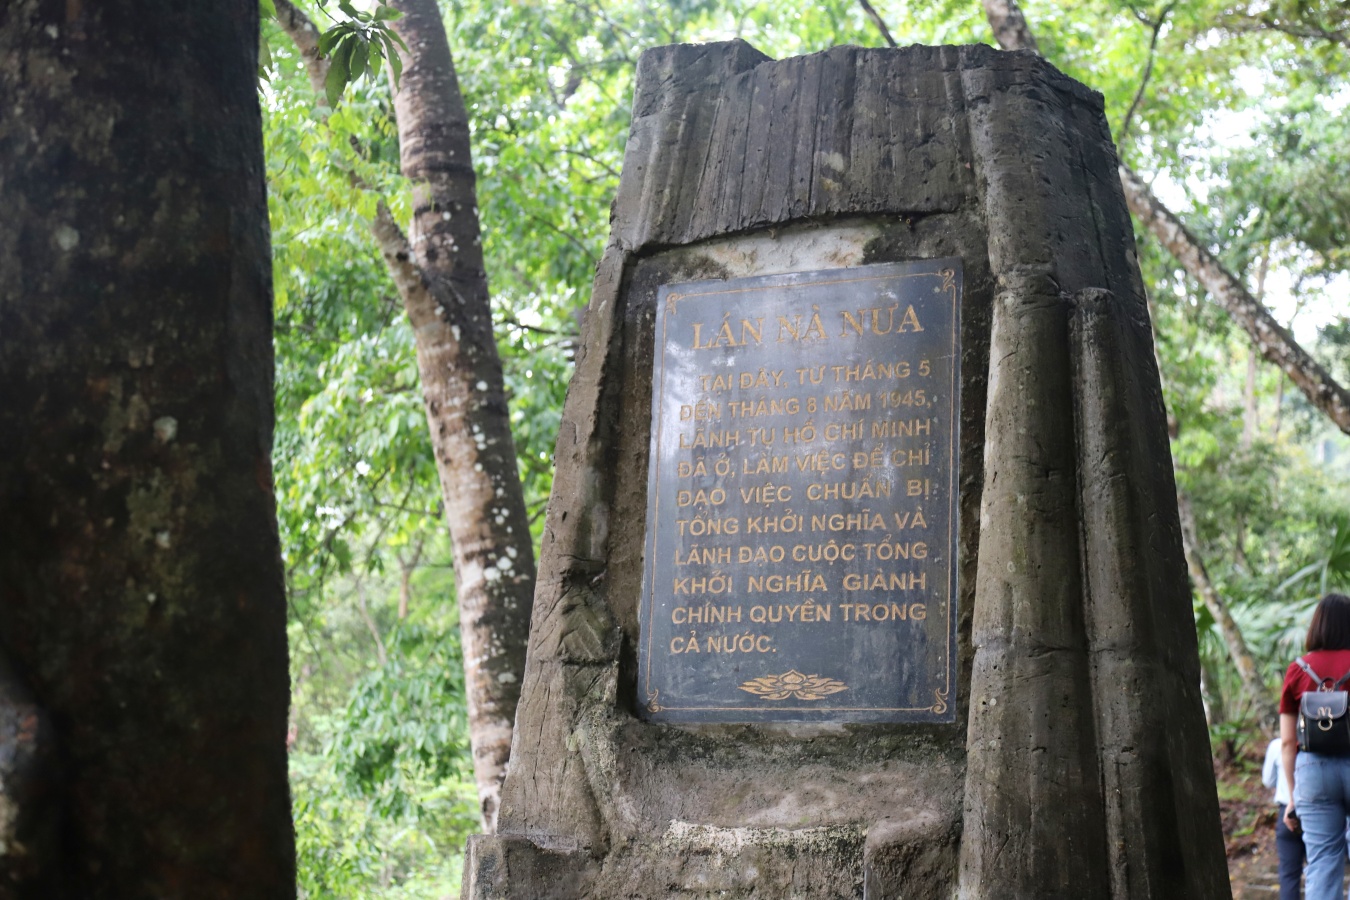 LÁN NÀ NƯA
TẠI ĐÂY, TỪ THÁNG 5
ĐẾN THÁNG 8 NĂM 1945,
LÃNH TỤ HỒ CHÍ MINH
ĐÃ Ở, LÀM VIỆC ĐỂ CHỈ
ĐẠO VIỆC CHUẨN BỊ
TỔNG KHỞI NGHĨA VÀ
LÃNH ĐẠO CUỘC TỔNG
KHỞI NGHĨA GIÀNH
CHÍNH QUYỀN TRONG
CẢ NƯỚC.